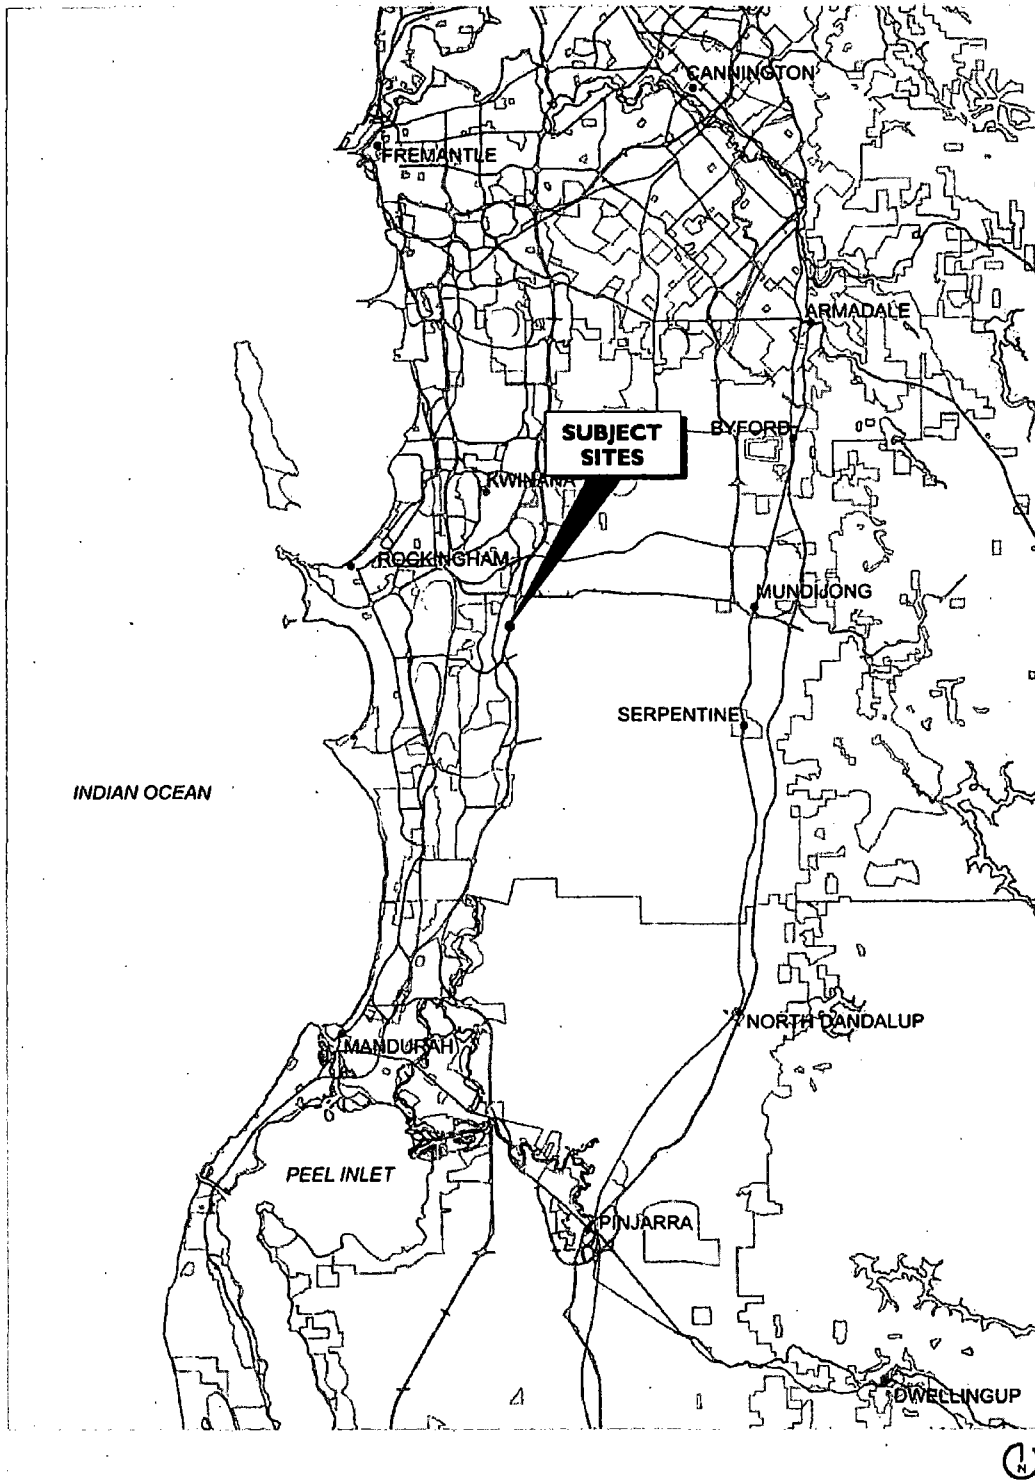 CANNINGTON
FREMANTLE
ARMADALE
BYFORD
SUBJECT
SITES
KWINANA
ROCKINGHAM
MUNDIJONG
SERPENTINE
INDIAN OCEAN
NORTH DANDALUP
MANDURAH
PEEL INLET
PINJARRA
DWELLINGUP
N